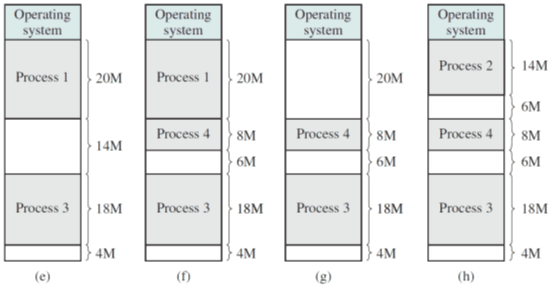 Operating
system
Process 1
20M
14M
Process 3
18M
4M
(e)
Operating
system
Process 1
20M
Process 4
8M
6M
Process 3
18M
4M
(f)
Operating
system
20M
Process 4
8M
6M
Process 3
18M
4M
(g)
Operating
system
Process 2
14M
6M
Process 4
8M
6M
Process 3
18M
4M
(h)